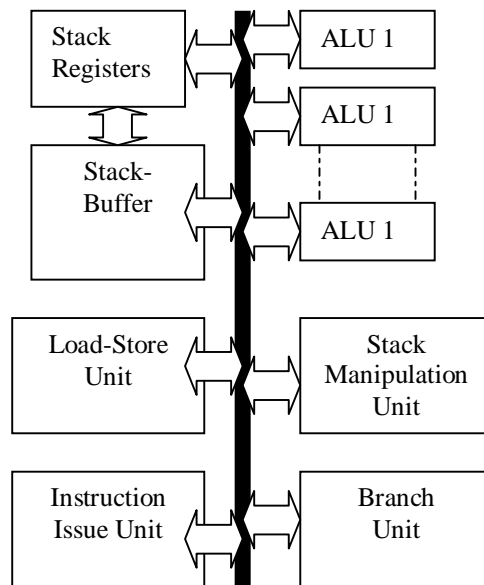 Stack
Registers
ALU 1
ALU 1
Stack-
Buffer
ALU 1
Load-Store
Unit
Stack
Manipulation
Unit
Instruction
Issue Unit
Branch
Unit